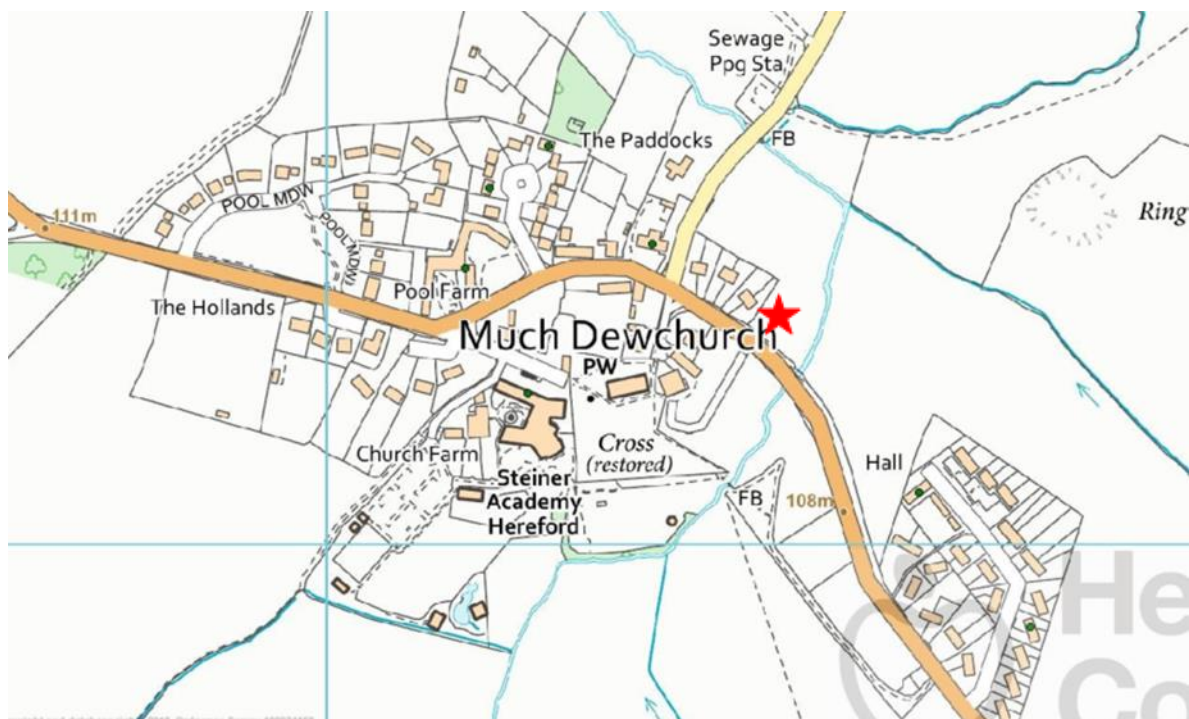 Sewage
Ppg Sta
The Paddocks
FB
Ring
POOL MDW
POOL MDW
111m
Pool Farm
The Hollands
Much Dewchurch
PW
Cross
(restored)
Church Farm
Steiner
Academy
Hereford
Hall
FB
108m
He
Co